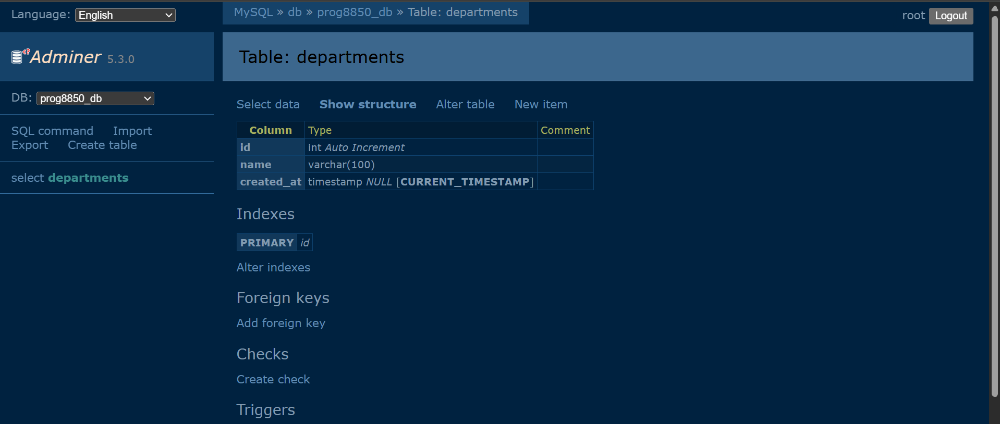 Language: English
MySQL » db » prog8850_db » Table: departments
root Logout
Adminer 5.3.0
Table: departments
DB: prog8850_db
SQL command Import
Export Create table
select departments
Select data Show structure Alter table New item
Column Type Comment
id int Auto Increment
name varchar(100)
created_at timestamp NULL [CURRENT_TIMESTAMP]
Indexes
PRIMARY id
Alter indexes
Foreign keys
Add foreign key
Checks
Create check
Triggers